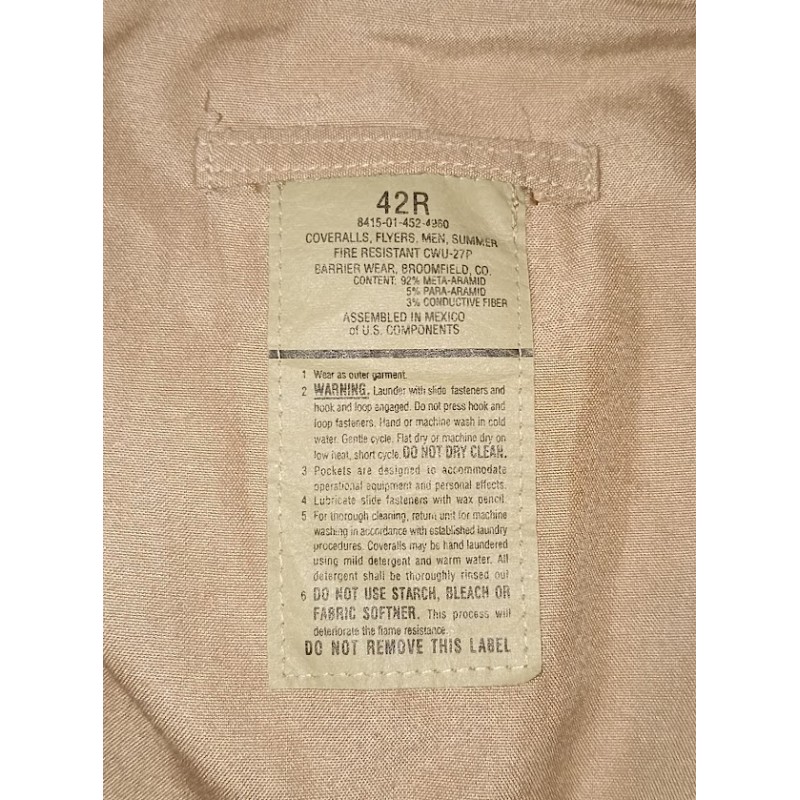 42R
8415-01-452-4960
COVERALLS, FLYERS, MEN, SUMMER
FIRE RESISTANT CWU-27P
BARRIER WEAR, BROOMFIELD, CO.
CONTENT: 92% META-ARAMID
5% PARA-ARAMID
3% CONDUCTIVE FIBER
ASSEMBLED IN MEXICO
of U.S. COMPONENTS
1 Wear as outer garment.
2 WARNING. Launder with slide fasteners and
hook and loop engaged. Do not press hook and
loop fasteners. Hand or machine wash in cold
water. Gentle cycle. Flat dry or machine dry on
low heat, short cycle. DO NOT DRY CLEAN.
3 Pockets are designed to accommodate
operational equipment and personal effects.
4 Lubricate slide fasteners with wax pencil.
5 For thorough cleaning, return unit for machine
washing in accordance with established laundry
procedures. Coveralls may be hand laundered
using mild detergent and warm water. All
detergent shall be thoroughly rinsed out
6 DO NOT USE STARCH, BLEACH OR
FABRIC SOFTNER. This process will
deteriorate the flame resistance.
DO NOT REMOVE THIS LABEL